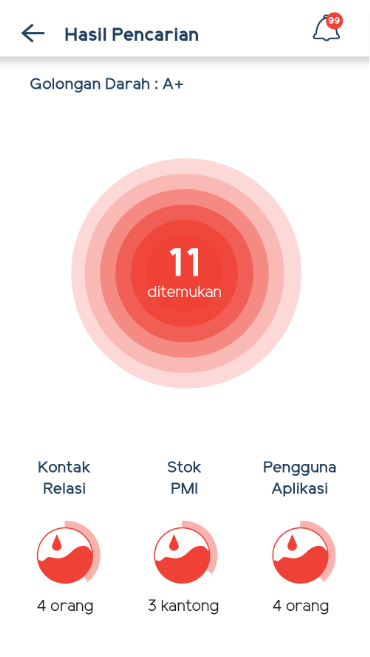 Hasil Pencarian
99
Golongan Darah : A+
11
ditemukan
Kontak
Relasi
Stok
PMI
Pengguna
Aplikasi
4 orang
3 kantong
4 orang